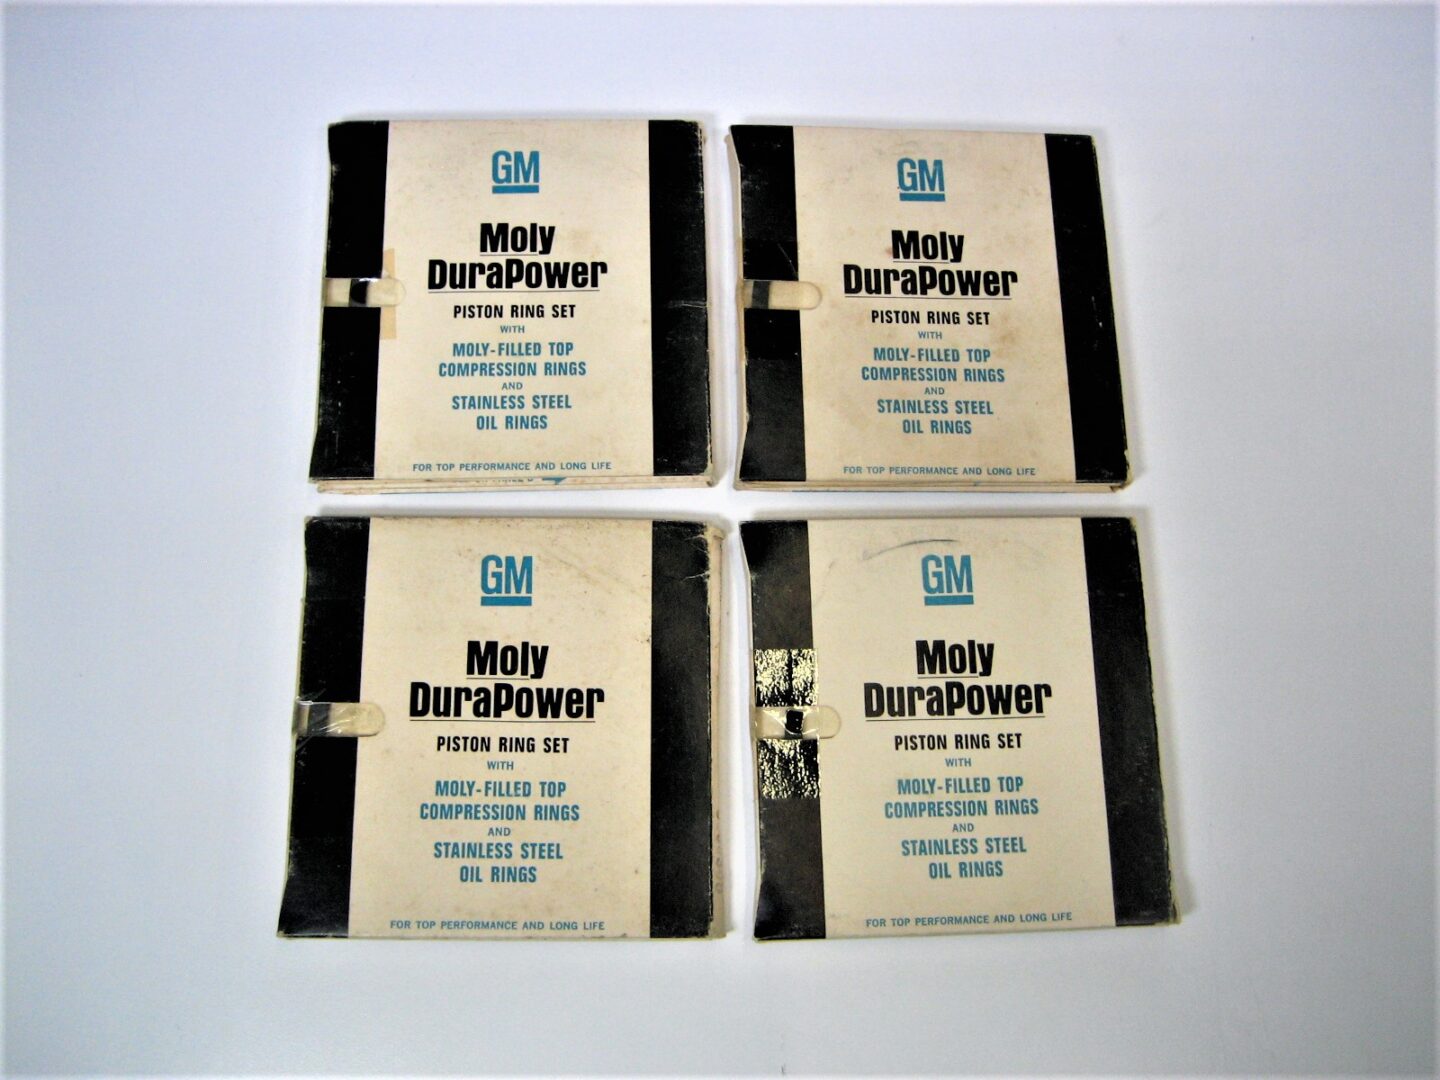 GM
Moly
DuraPower
PISTON RING SET
WITH
MOLY-FILLED TOP
COMPRESSION RINGS
AND
STAINLESS STEEL
OIL RINGS
FOR TOP PERFORMANCE AND LONG LIFE
GM
Moly
DuraPower
PISTON RING SET
WITH
MOLY-FILLED TOP
COMPRESSION RINGS
AND
STAINLESS STEEL
OIL RINGS
FOR TOP PERFORMANCE AND LONG LIFE
GM
Moly
DuraPower
PISTON RING SET
WITH
MOLY-FILLED TOP
COMPRESSION RINGS
AND
STAINLESS STEEL
OIL RINGS
FOR TOP PERFORMANCE AND LONG LIFE
GM
Moly
DuraPower
PISTON RING SET
WITH
MOLY-FILLED TOP
COMPRESSION RINGS
AND
STAINLESS STEEL
OIL RINGS
FOR TOP PERFORMANCE AND LONG LIFE